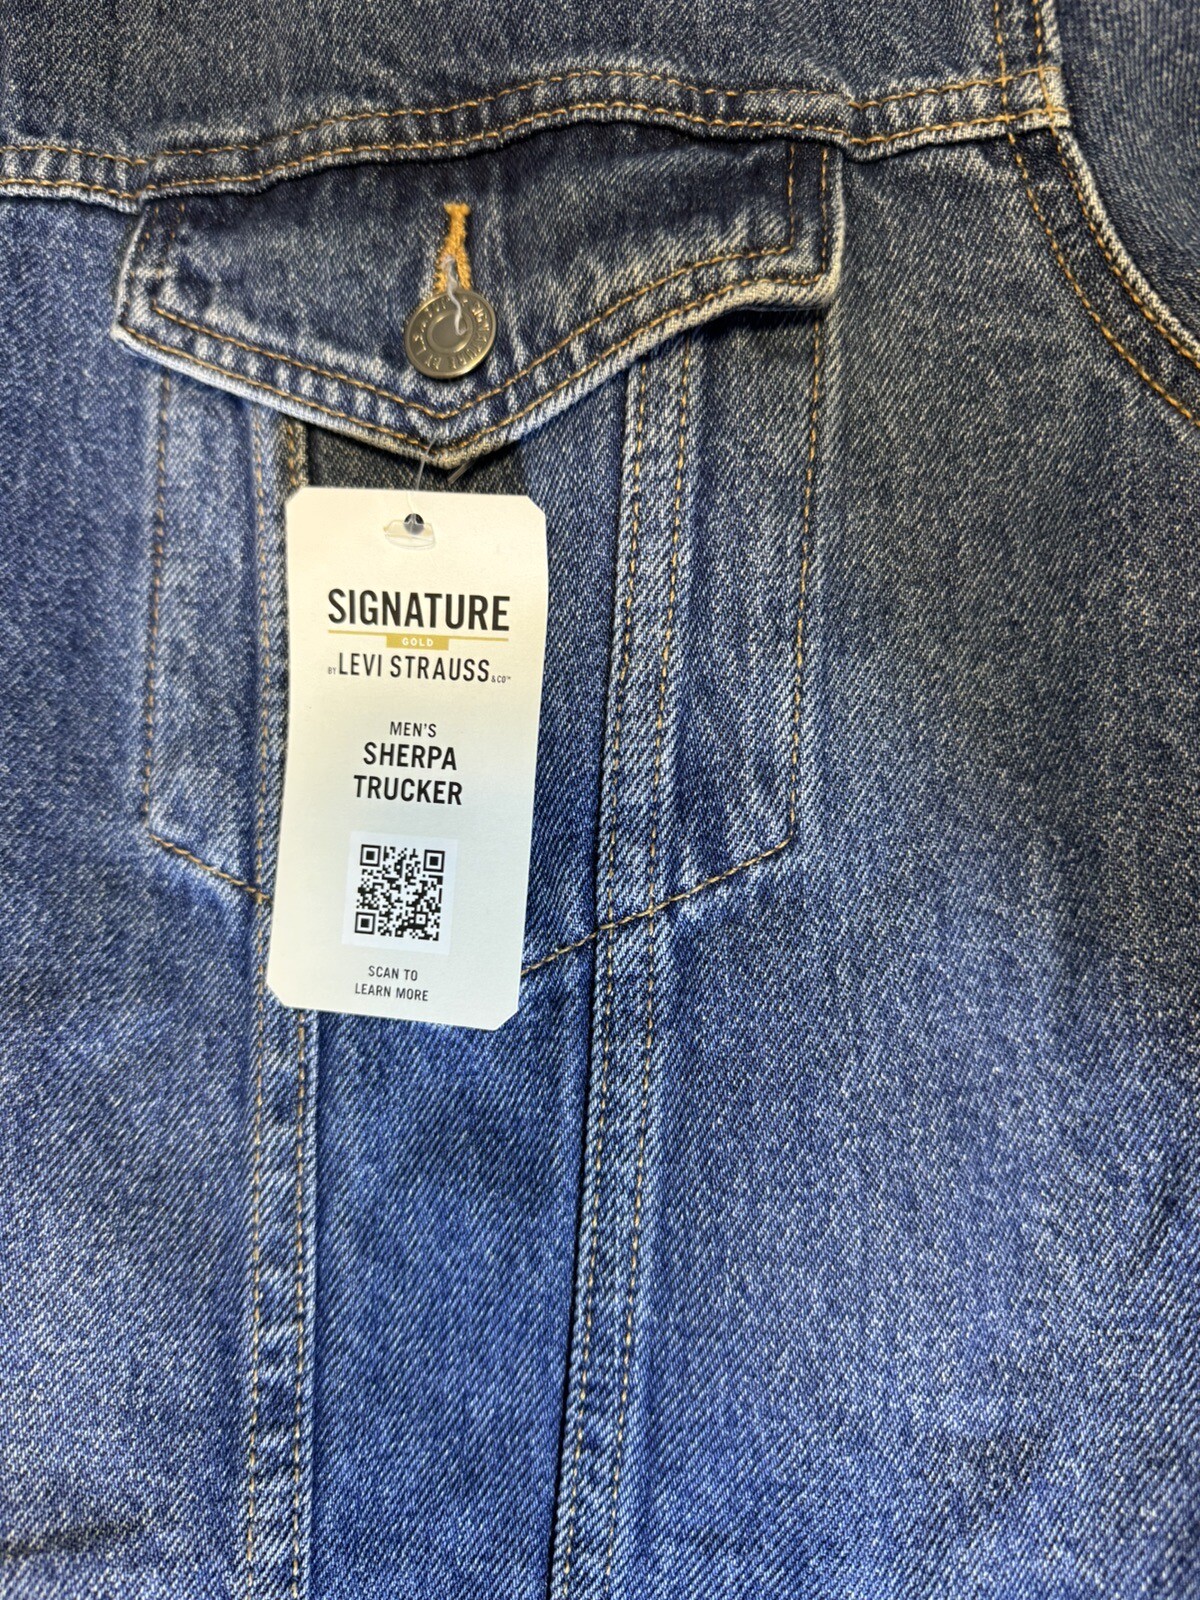 SIGNATURE
GOLD
BY LEVI STRAUSS & CO™
MEN'S
SHERPA
TRUCKER
SCAN TO
LEARN MORE